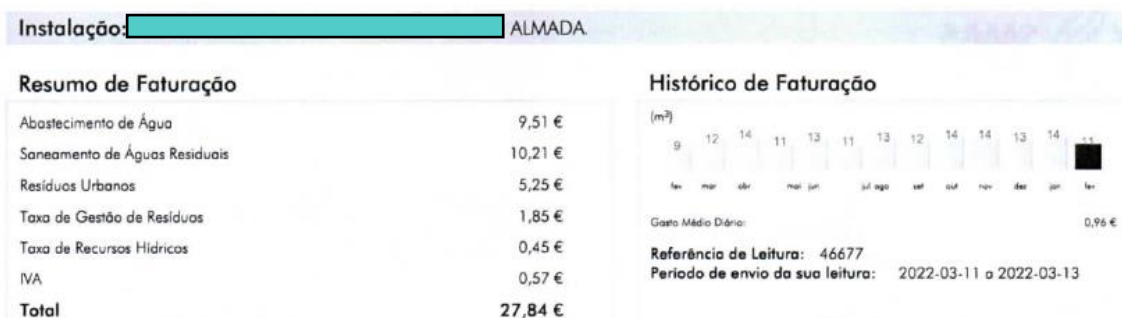 Instalação: ALMADA.
Resumo de Faturação
Abastecimento de Água 9,51 €
Saneamento de Águas Residuais 10,21 €
Resíduos Urbanos 5,25 €
Taxa de Gestão de Resíduos 1,85 €
Taxa de Recursos Hídricos 0,45 €
IVA 0,57 €
Total 27,84 €
Histórico de Faturação
(m³)
9 12 14 11 13 11 13 12 14 14 13 14 11
fev mar abr mai jun jul ago set out nov dez jan fev
Gasto Médio Diário: 0,96 €
Referência de Leitura: 46677
Período de envio da sua leitura: 2022-03-11 a 2022-03-13